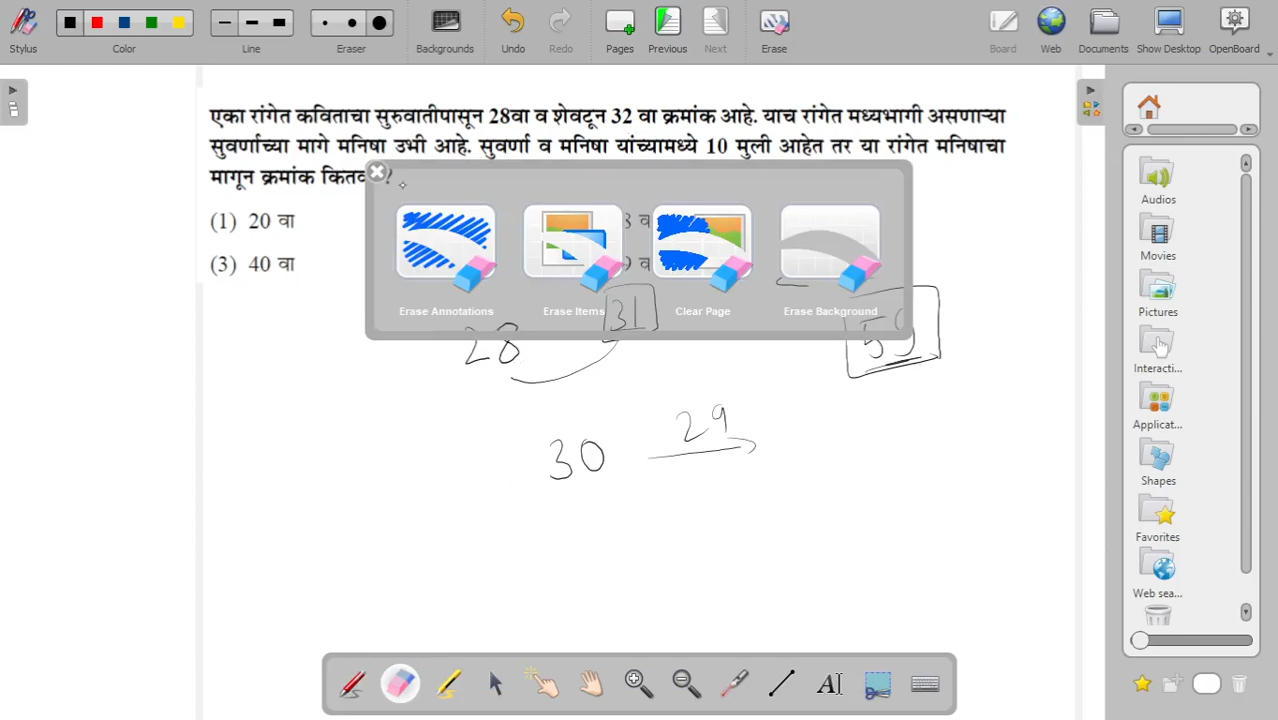 Stylus
Color
Line
Eraser
Backgrounds
Undo
Redo
Pages
Previous
Next
Erase
Board
Web
Documents
Show Desktop
OpenBoard
एका रांगेत कविताचा सुरुवातीपासून 28वा व शेवटून 32 वा क्रमांक आहे. याच रांगेत मध्यभागी असणाऱ्या
सुवर्णाच्या मागे मनिषा उभी आहे. सुवर्णा व मनिषा यांच्यामध्ये 10 मुली आहेत तर या रांगेत मनिषाचा
मागून क्रमांक ?
(1) 20 वा
(3) 40 वा
Erase Annotations
Erase Items
Clear Page
Erase Background
28
31
59
30
29
Audios
Movies
Pictures
Interacti...
Applicat...
Shapes
Favorites
Web sea...